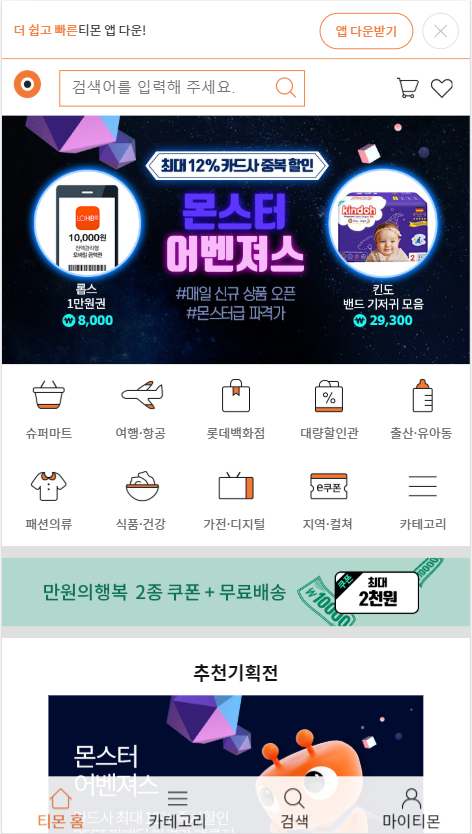 더 쉽고 빠른티몬 앱 다운!
앱 다운받기
검색어를 입력해 주세요.
최대 12% 카드사 중복 할인
몬스터
어벤져스
#매일 신규 상품 오픈
#몬스터급 파격가
LOHB
10,000원
롭스
1만원권
₩ 8,000
kindoh
2
킨도
밴드 기저귀 모음
₩ 29,300
슈퍼마트
여행·항공
롯데백화점
%
대량할인관
출산·유아동
패션의류
식품·건강
가전·디지털
e쿠폰
지역·컬쳐
카테고리
만원의행복 2종 쿠폰 + 무료배송
₩10000
쿠폰
최대
2천원
추천기획전
몬스터
어벤져스
카드사 최대
할인
티몬 홈
카테고리
검색
마이티몬